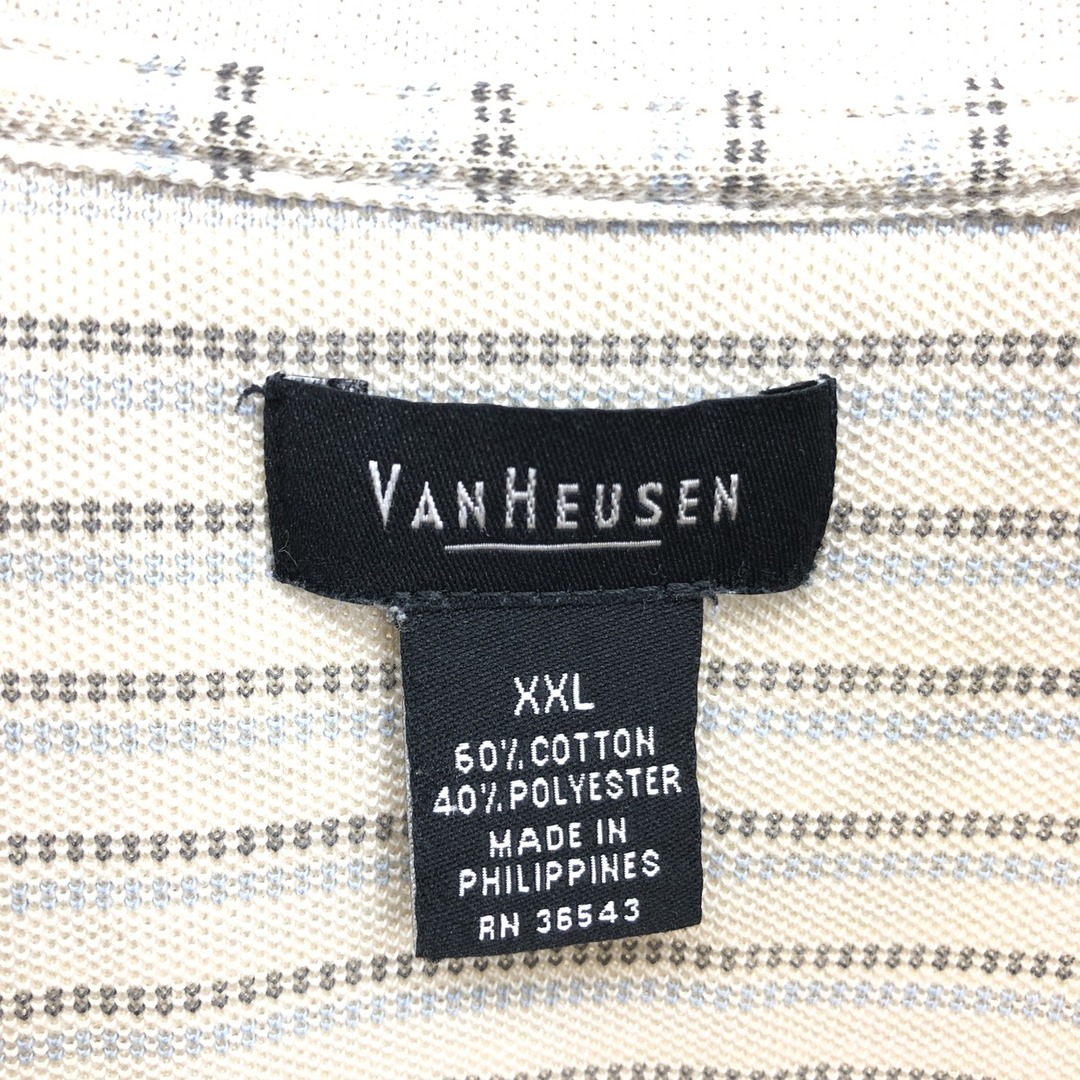 VANHEUSEN
XXL
60% COTTON
40% POLYESTER
MADE IN
PHILIPPINES
RN 36543